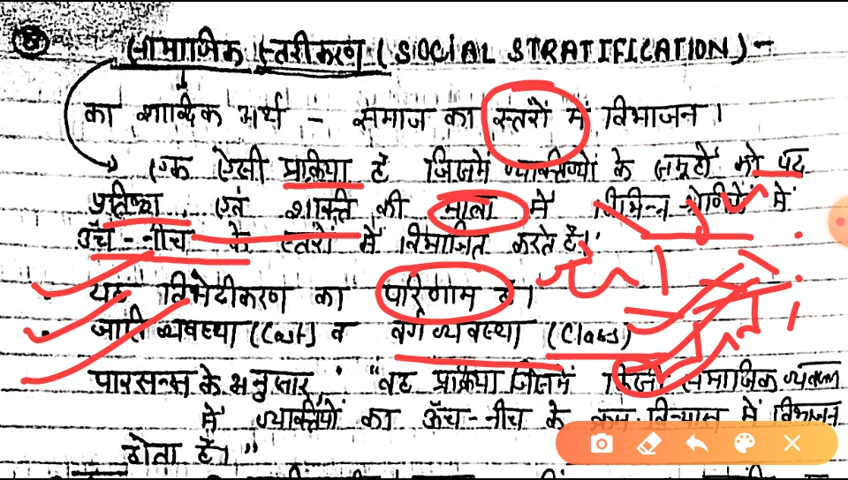 सामाजिक स्तरीकरण ( SOCIAL STRATIFICATION ) -
का शाब्दिक अर्थ - समाज का स्तरों में विभाजन ।
एक ऐसी प्रक्रिया है जिसमें व्यक्तियों के समूहों को पद
प्रतिष्ठा एवं शक्ति की मात्रा में विभिन्न श्रेणियों में
ऊँच-नीच के स्तरों में विभाजित करते हैं।
यह विभेदीकरण का परिणाम है।
जाति व्यवस्था (Cast) व वर्ग व्यवस्था (Class)
पारसन्स के अनुसार, "वह प्रक्रिया जिसमें किसी सामाजिक व्यवस्था
में व्यक्तियों का ऊँच-नीच के क्रम विन्यास में विभाजन
होता है।"